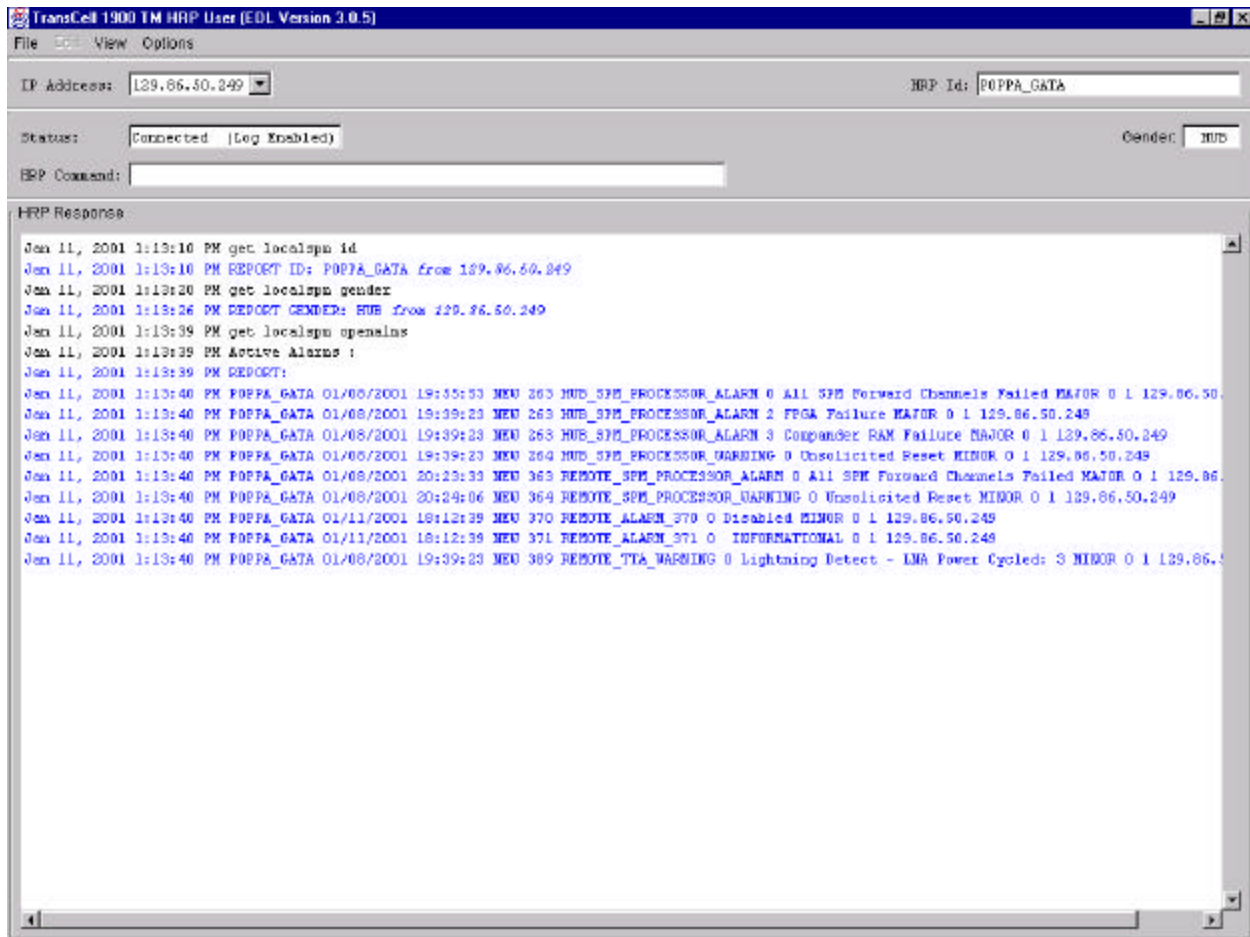 TransCell 1900 TM HRP User (EDL Version 3.0.5)
File Edit View Options
IP Address: 129.86.50.249 HRP Id: POPPA_GATA
Status: Connected (Log Enabled) Gender: HUB
HRP Command:
HRP Response
Jan 11, 2001 1:13:10 PM get localspm id
Jan 11, 2001 1:13:10 PM REPORT ID: POPPA_GATA from 129.86.50.249
Jan 11, 2001 1:13:20 PM get localspm gender
Jan 11, 2001 1:13:26 PM REPORT GENDER: HUB from 129.86.50.249
Jan 11, 2001 1:13:39 PM get localspm openalms
Jan 11, 2001 1:13:39 PM Active Alarms :
Jan 11, 2001 1:13:39 PM REPORT:
Jan 11, 2001 1:13:40 PM POPPA_GATA 01/08/2001 19:35:53 NEW 263 HUB_SPM_PROCESSOR_ALARM 0 All SPM Forward Channels Failed MAJOR 0 1 129.86.50.
Jan 11, 2001 1:13:40 PM POPPA_GATA 01/08/2001 19:39:23 NEW 263 HUB_SPM_PROCESSOR_ALARM 2 FPGA Failure MAJOR 0 1 129.86.50.249
Jan 11, 2001 1:13:40 PM POPPA_GATA 01/08/2001 19:39:23 NEW 263 HUB_SPM_PROCESSOR_ALARM 3 Compander RAM Failure MAJOR 0 1 129.86.50.249
Jan 11, 2001 1:13:40 PM POPPA_GATA 01/08/2001 19:39:23 NEW 264 HUB_SPM_PROCESSOR_WARNING 0 Unsolicited Reset MINOR 0 1 129.86.50.249
Jan 11, 2001 1:13:40 PM POPPA_GATA 01/08/2001 20:23:33 NEW 363 REMOTE_SPM_PROCESSOR_ALARM 0 All SPM Forward Channels Failed MAJOR 0 1 129.86.
Jan 11, 2001 1:13:40 PM POPPA_GATA 01/08/2001 20:24:06 NEW 364 REMOTE_SPM_PROCESSOR_WARNING 0 Unsolicited Reset MINOR 0 1 129.86.50.249
Jan 11, 2001 1:13:40 PM POPPA_GATA 01/11/2001 18:12:39 NEW 370 REMOTE_ALARM_370 0 Disabled MINOR 0 1 129.86.50.249
Jan 11, 2001 1:13:40 PM POPPA_GATA 01/11/2001 18:12:39 NEW 371 REMOTE_ALARM_371 0 INFORMATIONAL 0 1 129.86.50.249
Jan 11, 2001 1:13:40 PM POPPA_GATA 01/08/2001 19:39:23 NEW 389 REMOTE_TTA_WARNING 0 Lightning Detect - LNA Power Cycled: 3 MINOR 0 1 129.86.